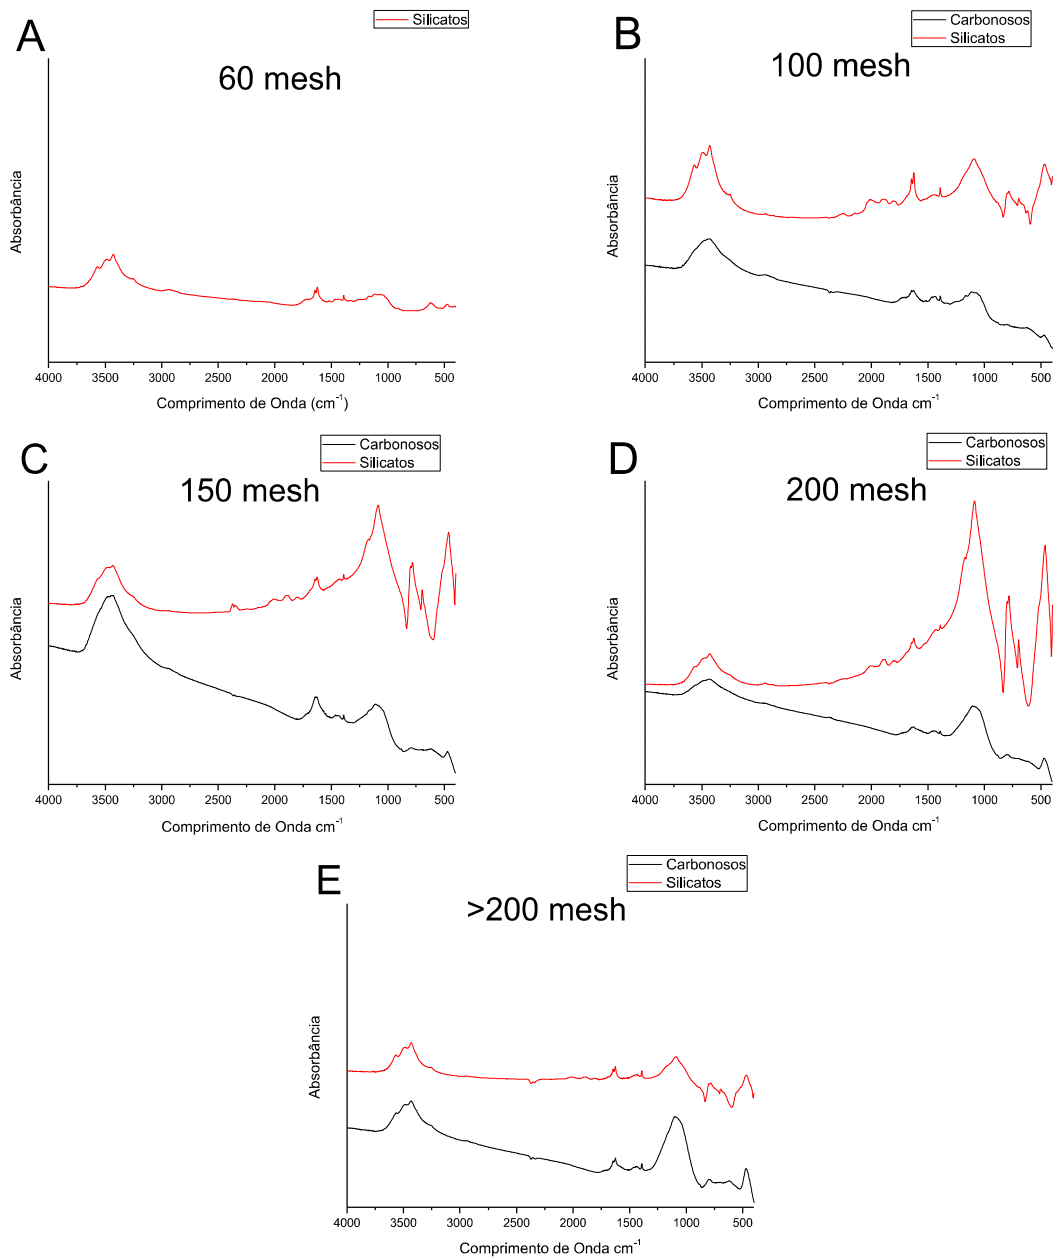 A
Silicatos
60 mesh
Absorbância
4000 3500 3000 2500 2000 1500 1000 500
Comprimento de Onda (cm⁻¹)
B
Carbonosos
Silicatos
100 mesh
Absorbância
4000 3500 3000 2500 2000 1500 1000 500
Comprimento de Onda cm⁻¹
C
Carbonosos
Silicatos
150 mesh
Absorbância
4000 3500 3000 2500 2000 1500 1000 500
Comprimento de Onda cm⁻¹
D
Carbonosos
Silicatos
200 mesh
Absorbância
4000 3500 3000 2500 2000 1500 1000 500
Comprimento de Onda cm⁻¹
E
Carbonosos
Silicatos
>200 mesh
Absorbância
4000 3500 3000 2500 2000 1500 1000 500
Comprimento de Onda cm⁻¹